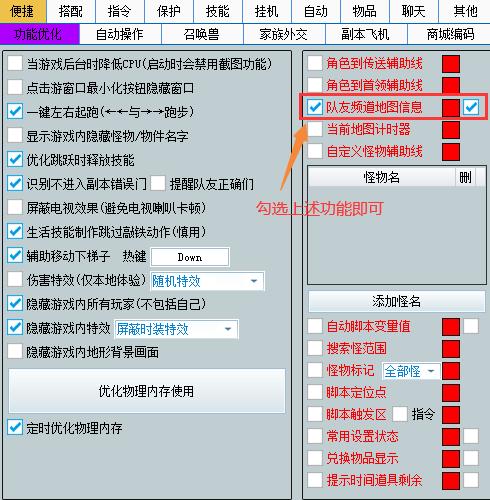 便捷 搭配 指令 保护 技能 挂机 自动 物品 聊天 其他
功能优化 自动操作 召唤兽 家族外交 副本飞机 商城编码
当游戏后台时降低CPU(启动时会禁用截图功能)
点击游窗口最小化按钮隐藏窗口
一键左右起跑(←←与→→跑步)
显示游戏内隐藏怪物/物件名字
优化跳跃时释放技能
识别不进入副本错误门 提醒队友正确们
屏蔽电视效果(避免电视喇叭卡顿)
生活技能制作跳过敲铁动作(慎用)
辅助移动下梯子 热键 Down
伤害特效(仅本地体验) 随机特效
隐藏游戏内所有玩家(不包括自己)
隐藏游戏内特效 屏蔽时装特效
隐藏游戏内地形背景画面
优化物理内存使用
定时优化物理内存
角色到传送辅助线
角色到首领辅助线
队友频道地图信息
当前地图计时器
自定义怪物辅助线
怪物名 删
勾选上述功能即可
添加怪名
自动脚本变量值
搜索怪范围
怪物标记 全部怪
脚本定位点
脚本触发区 指令
常用设置状态
兑换物品显示
提示时间道具剩余